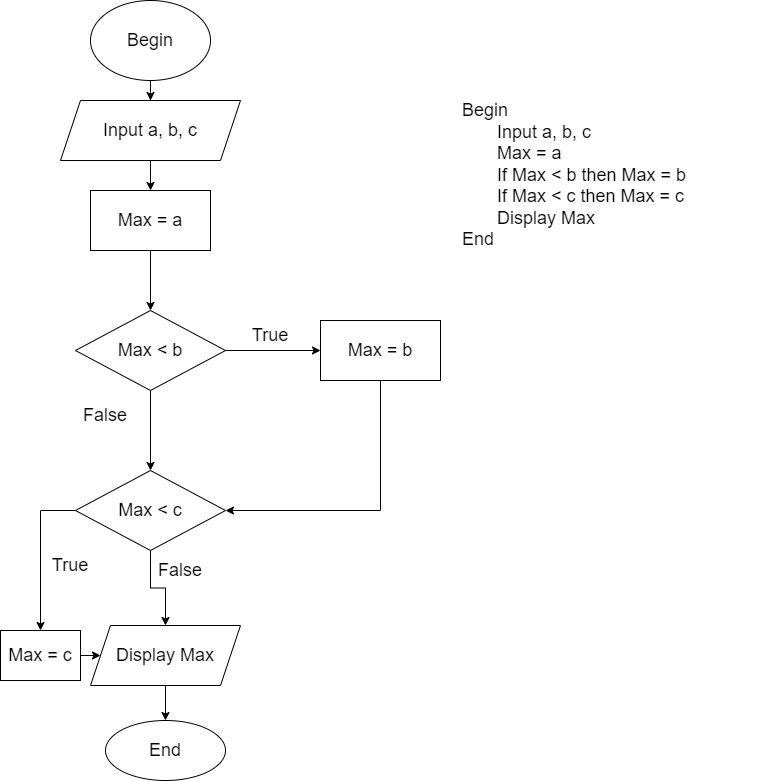 Begin
Input a, b, c
Max = a
Max < b
True
Max = b
False
Max < c
True
False
Max = c
Display Max
End
Begin
Input a, b, c
Max = a
If Max < b then Max = b
If Max < c then Max = c
Display Max
End